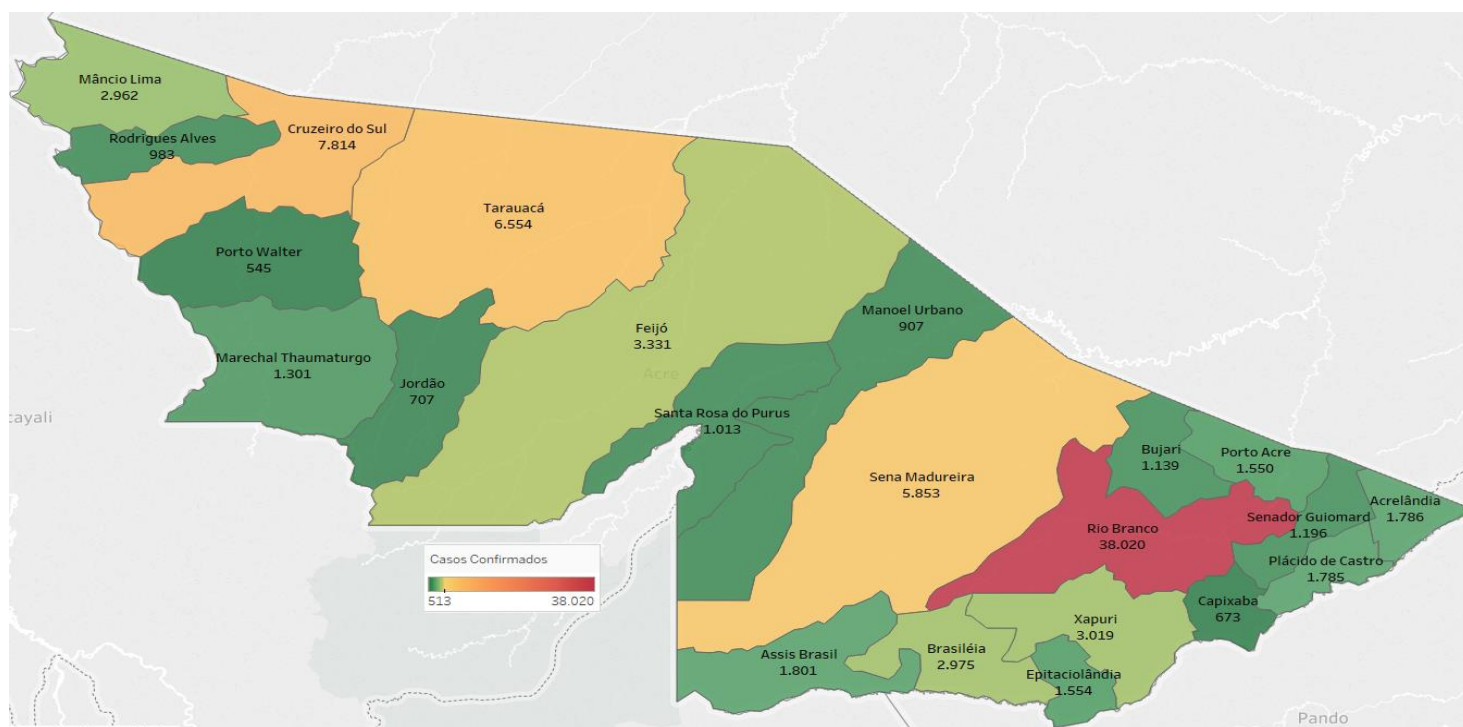 Mâncio Lima
2.962
Rodrigues Alves
983
Cruzeiro do Sul
7.814
Tarauacá
6.554
Porto Walter
545
Marechal Thaumaturgo
1.301
Jordão
707
Feijó
3.331
Acre
Manoel Urbano
907
Santa Rosa do Purus
1.013
Sena Madureira
5.853
Bujari
1.139
Porto Acre
1.550
Acrelândia
1.786
Senador Guiomard
1.196
Rio Branco
38.020
Plácido de Castro
1.785
Capixaba
673
Xapuri
3.019
Brasiléia
2.975
Assis Brasil
1.801
Epitaciolândia
1.554
cayali
Pando
Casos Confirmados
513 38.020